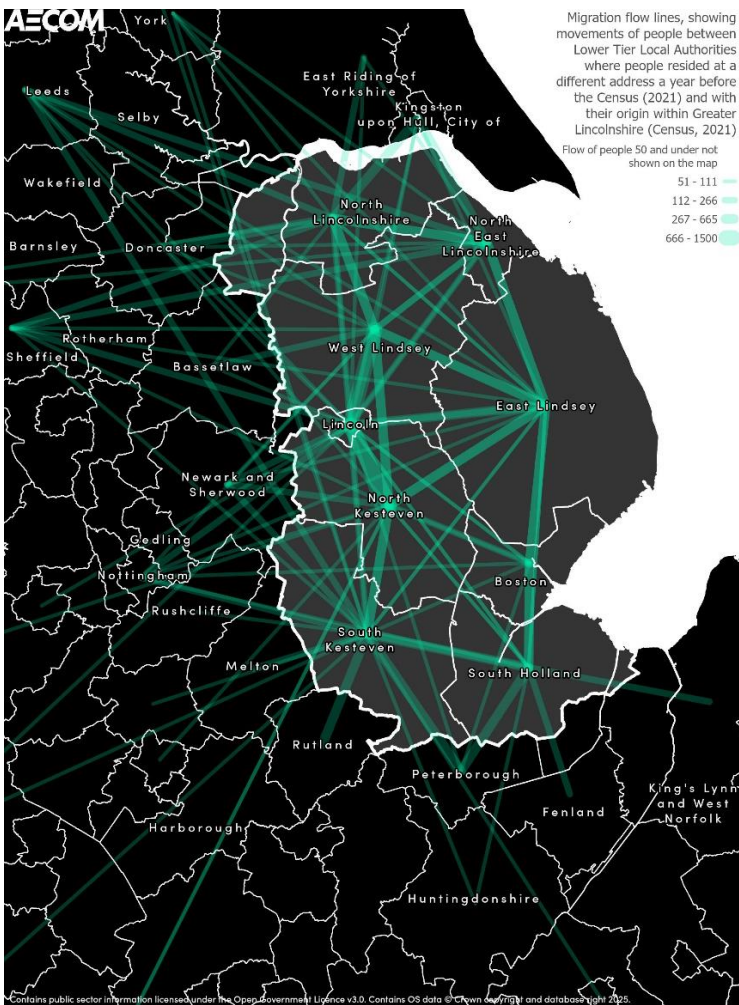 AECOM
Migration flow lines, showing
movements of people between
Lower Tier Local Authorities
where people resided at a
different address a year before
the Census (2021) and with
their origin within Greater
Lincolnshire (Census, 2021)
Flow of people 50 and under not
shown on the map
51 - 111
112 - 266
267 - 665
666 - 1500
York
East Riding of
Yorkshire
Leeds
Kingston
upon Hull, City of
Selby
Wakefield
North
Lincolnshire
North
East
Lincolnshire
Barnsley
Doncaster
Rotherham
Sheffield
West Lindsey
Bassetlaw
East Lindsey
Lincoln
Newark and
Sherwood
North
Kesteven
Gedling
Nottingham
Boston
Rushcliffe
South
Kesteven
Melton
South Holland
Rutland
Peterborough
King's Lynn
and West
Norfolk
Fenland
Harborough
Huntingdonshire
Contains public sector information licensed under the Open Government Licence v3.0. Contains OS data © Crown copyright and database right 2025.